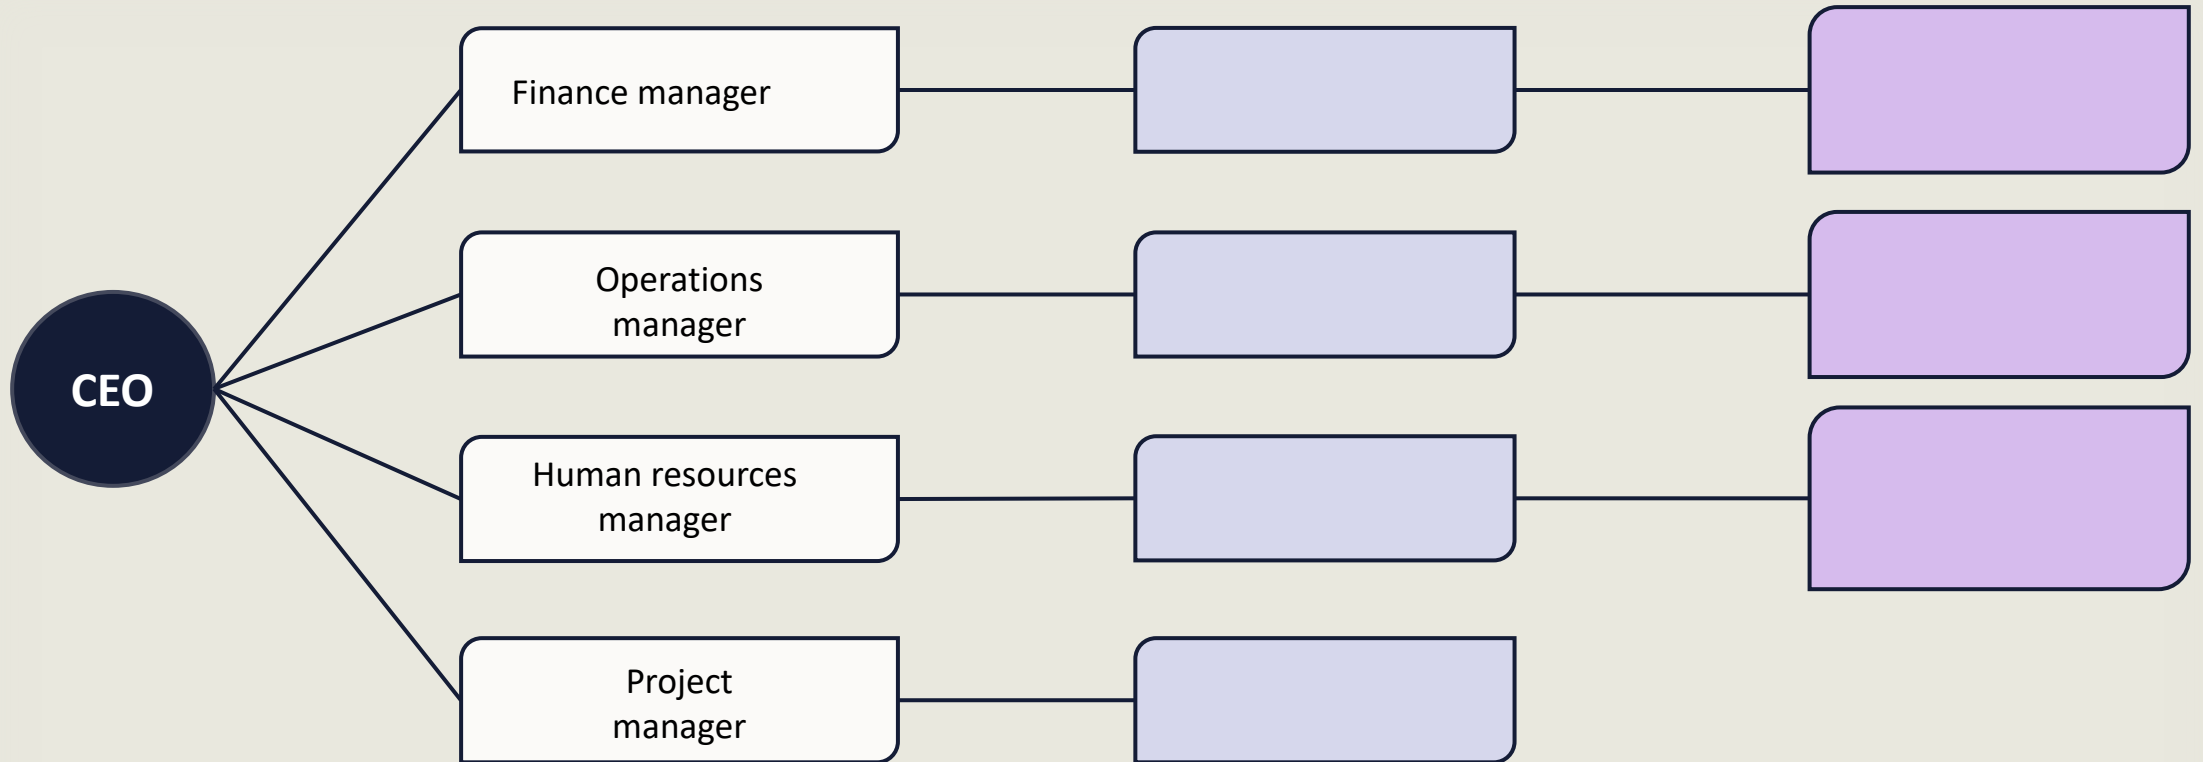 Finance manager
Operations
manager
CEO
Human resources
manager
Project
manager